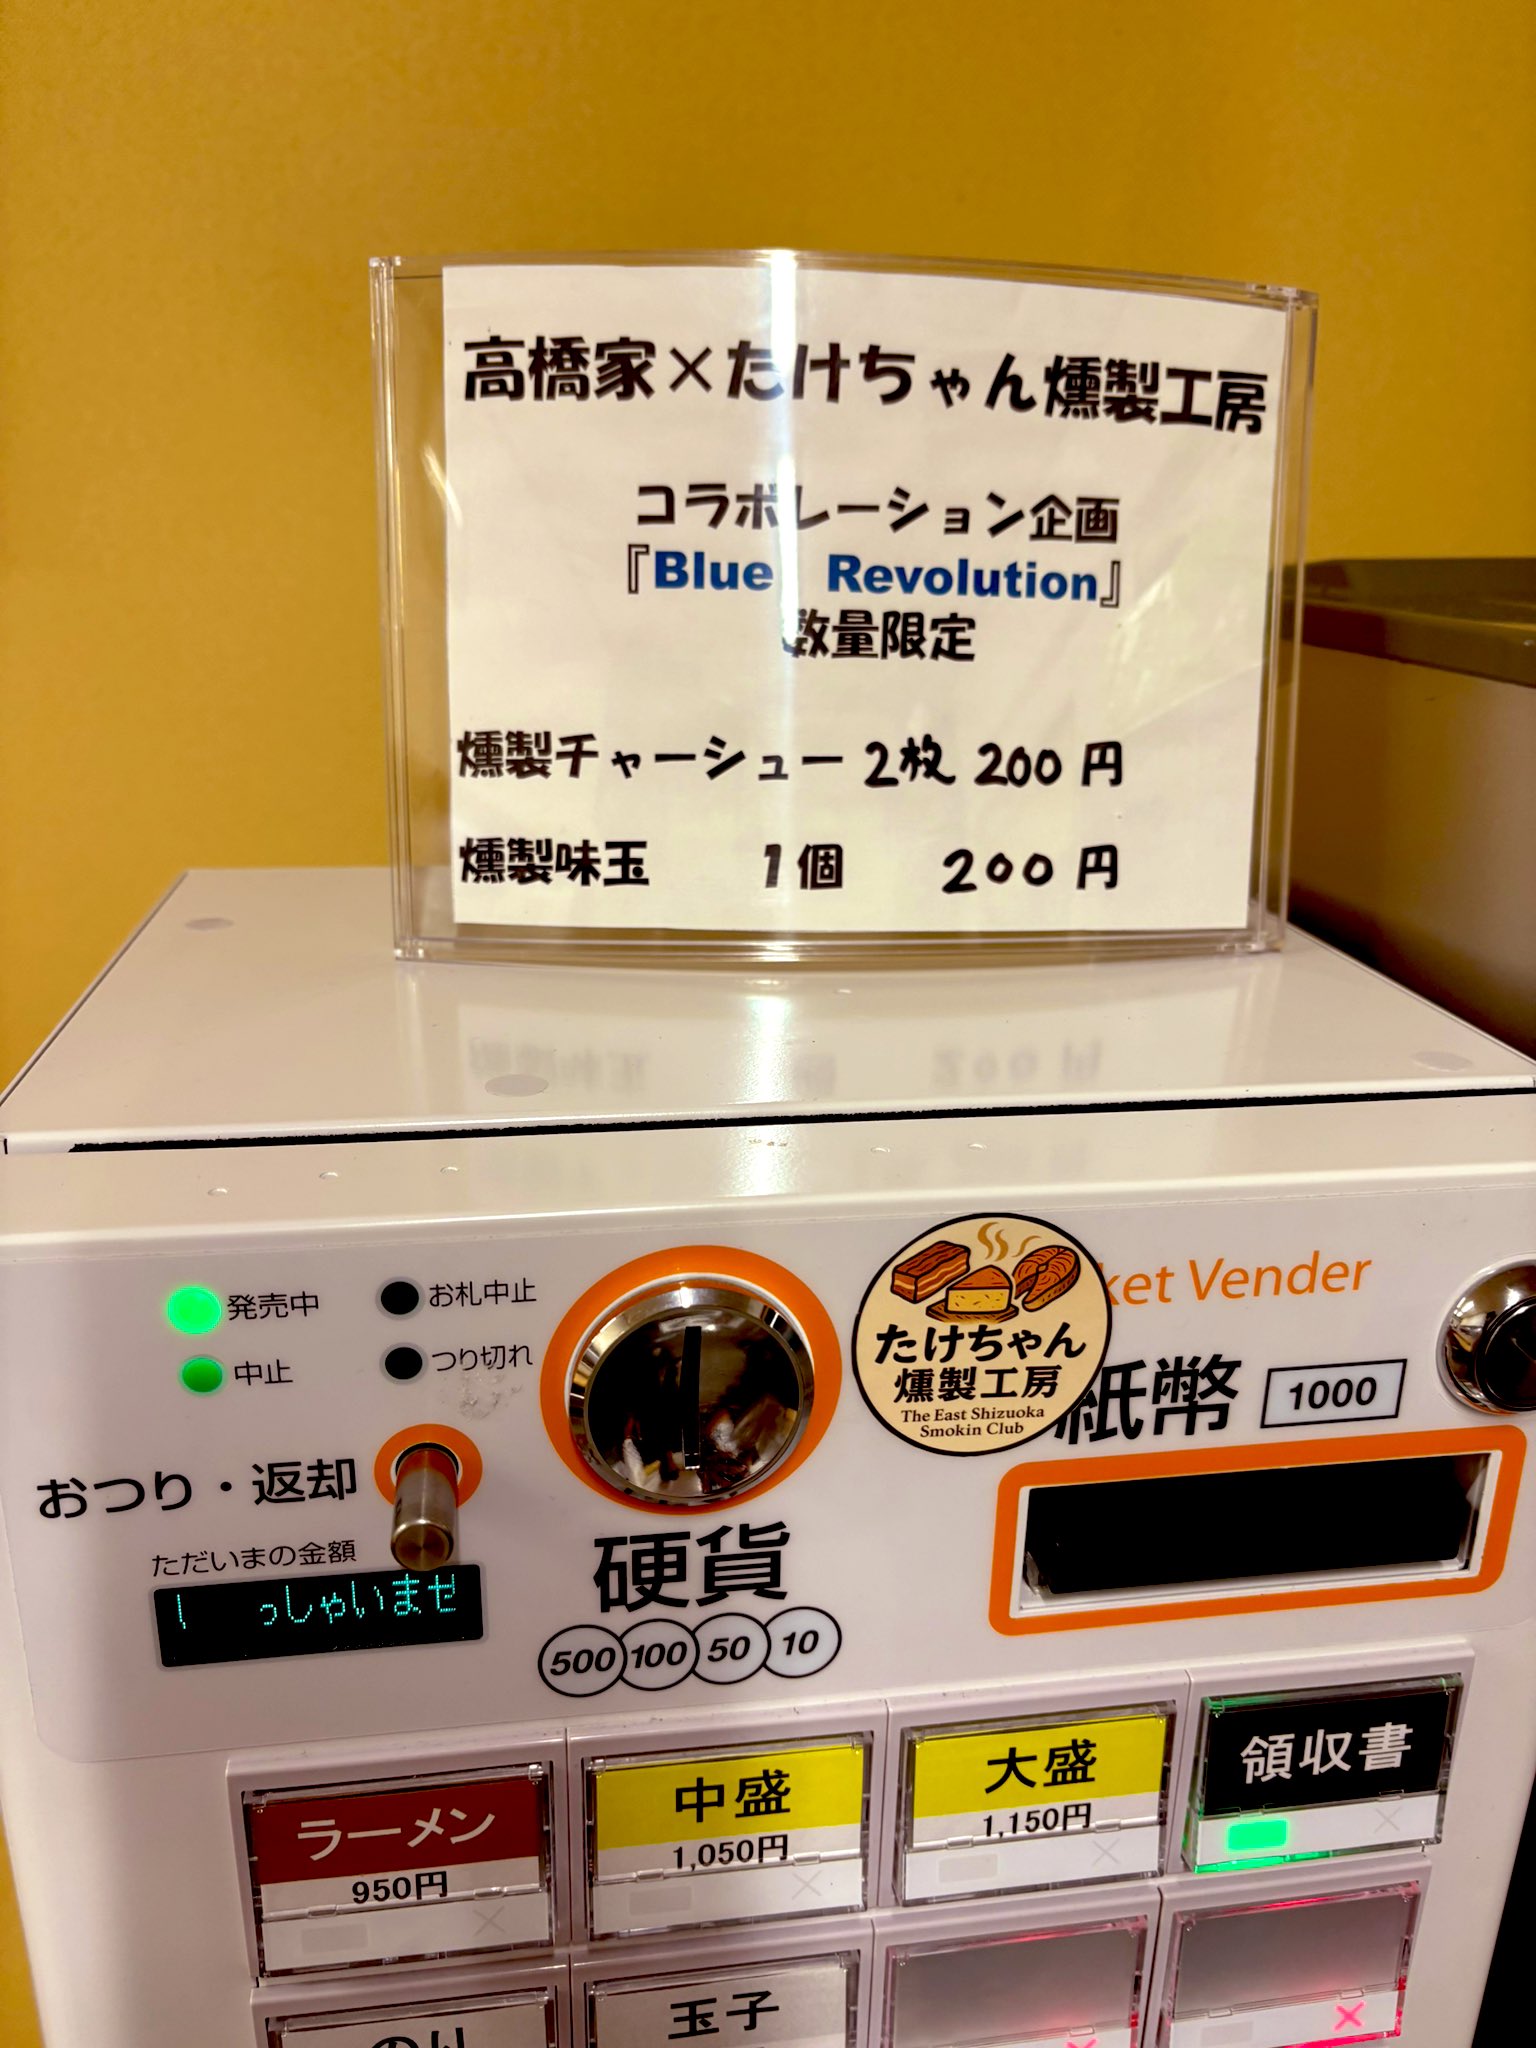 高橋家×たけちゃん燻製工房
コラボレーション企画
『Blue Revolution』
数量限定
燻製チャーシュー 2枚 200円
燻製味玉 1個 200円
発売中
お札中止
中止
つり切れ
おつり・返却
ただいまの金額
っしゃいませ
硬貨
500 100 50 10
たけちゃん
燻製工房
The East Shizuoka
Smokin Club
ket Vender
紙幣 1000
ラーメン
950円
中盛
1,050円
大盛
1,150円
領収書
のり
玉子